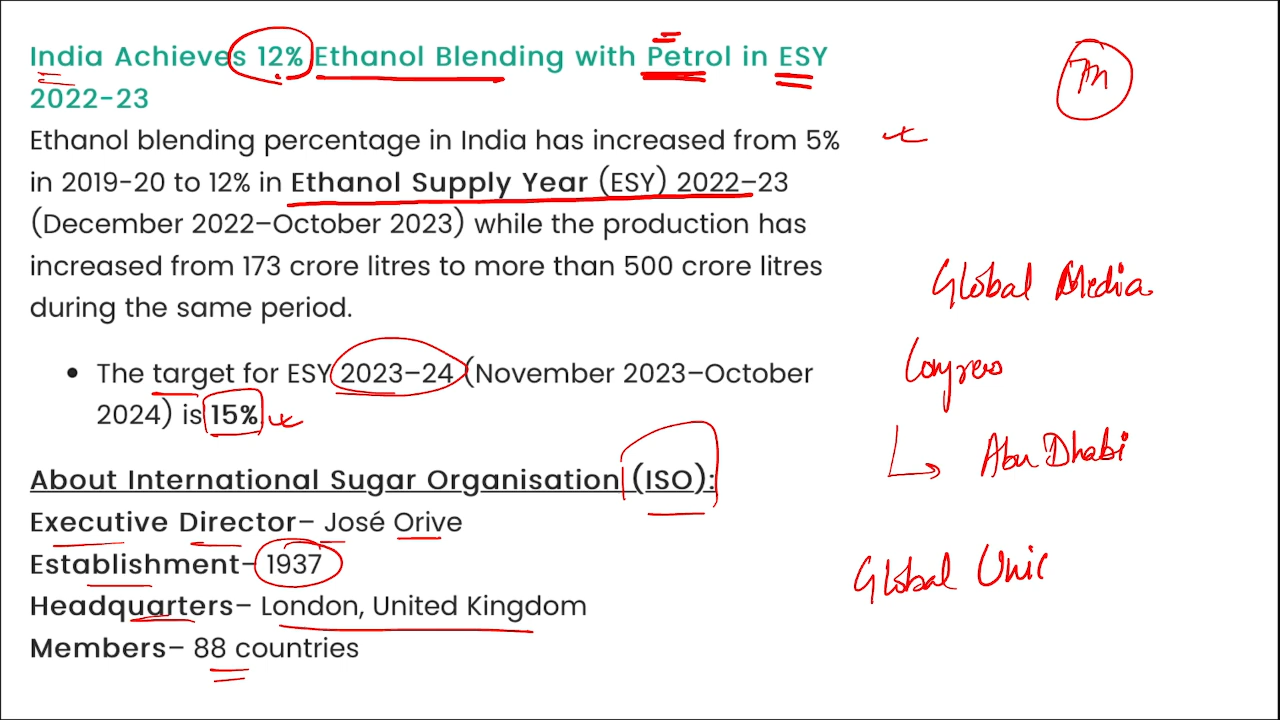 India Achieves 12% Ethanol Blending with Petrol in ESY
2022-23
Ethanol blending percentage in India has increased from 5%
in 2019-20 to 12% in Ethanol Supply Year (ESY) 2022–23
(December 2022–October 2023) while the production has
increased from 173 crore litres to more than 500 crore litres
during the same period.
• The target for ESY 2023–24 (November 2023–October
2024) is 15%
About International Sugar Organisation (ISO):
Executive Director– José Orive
Establishment– 1937
Headquarters– London, United Kingdom
Members– 88 countries
Global Media
Congress
Abu Dhabi
Global